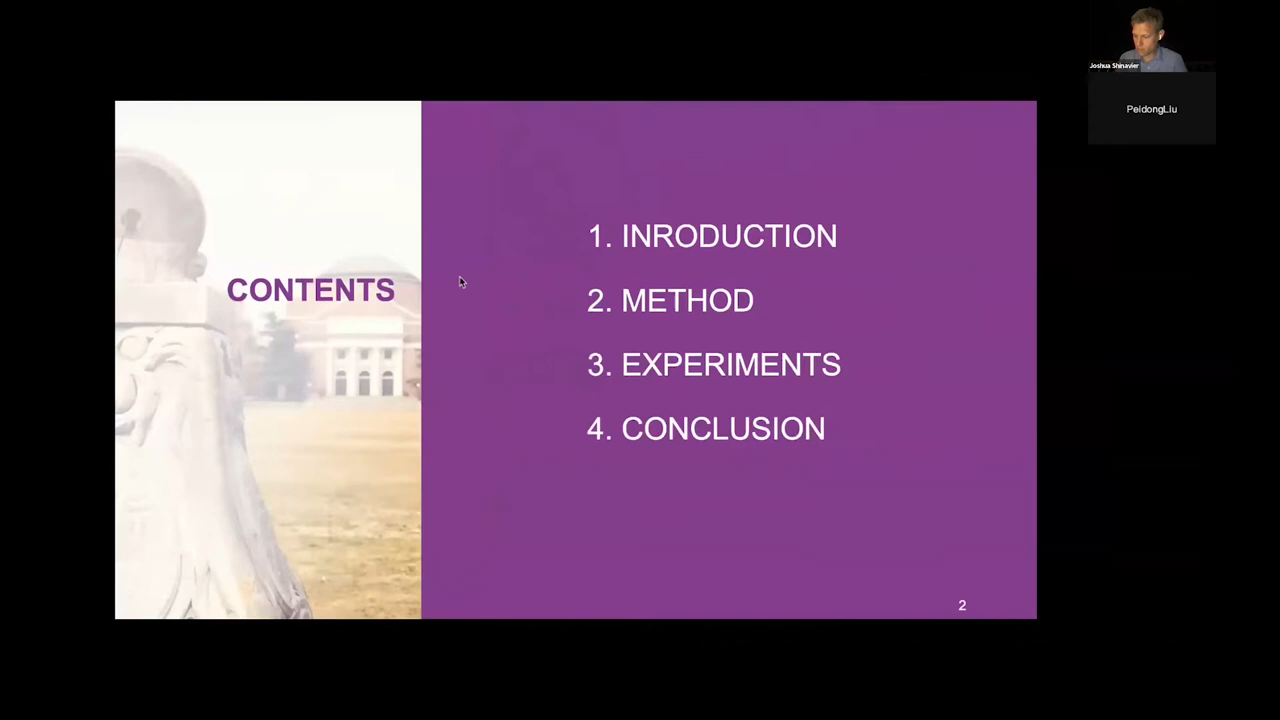 Joshua Shinavier
PeidongLiu
CONTENTS
1. INRODUCTION
2. METHOD
3. EXPERIMENTS
4. CONCLUSION
2